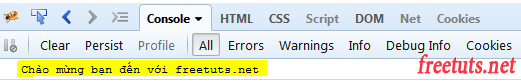 Console HTML CSS Script DOM Net Cookies
Clear Persist Profile All Errors Warnings Info Debug Info Cookies
Chào mừng bạn đến với freetuts.net
freetuts.net